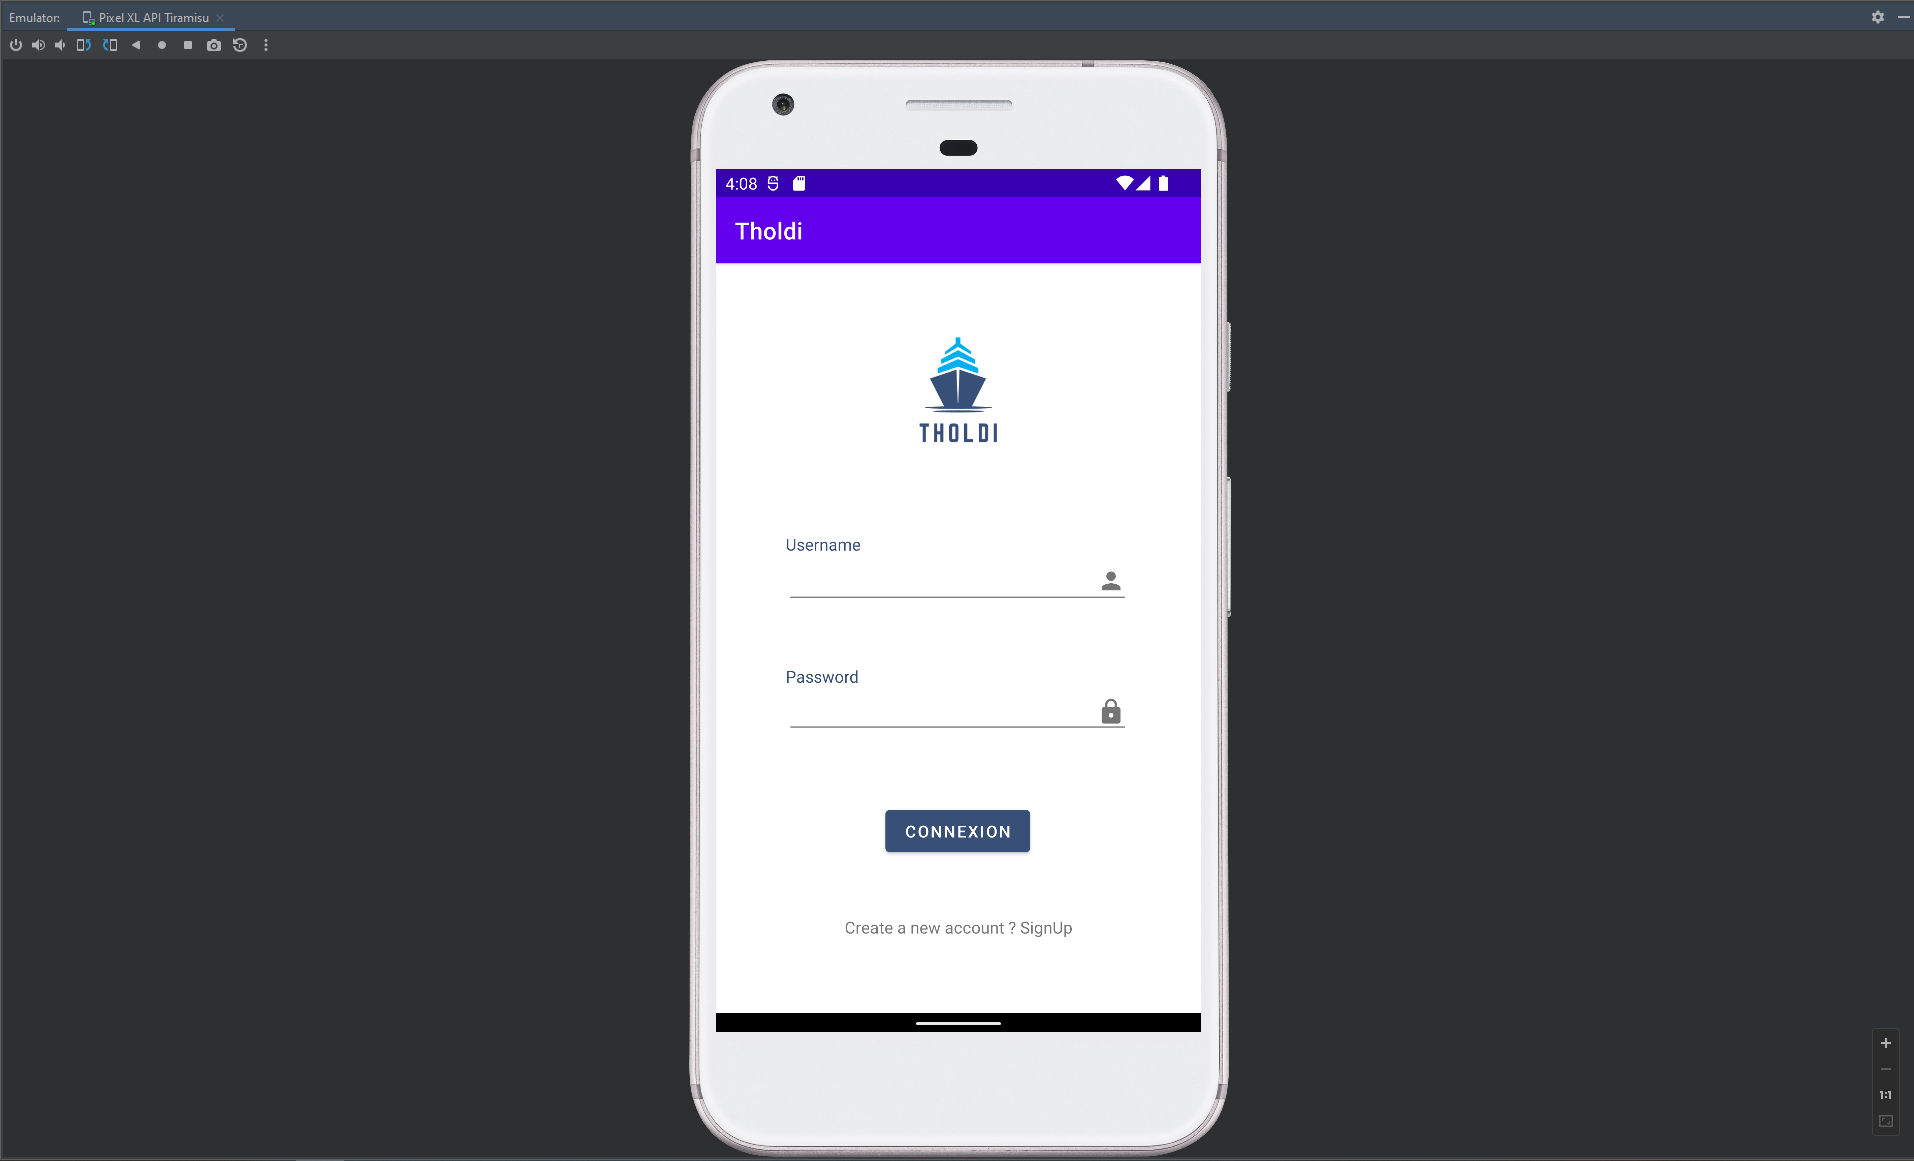 Emulator: Pixel XL API Tiramisu
4:08
Tholdi
THOLDI
Username
Password
CONNEXION
Create a new account ? SignUp
1:1